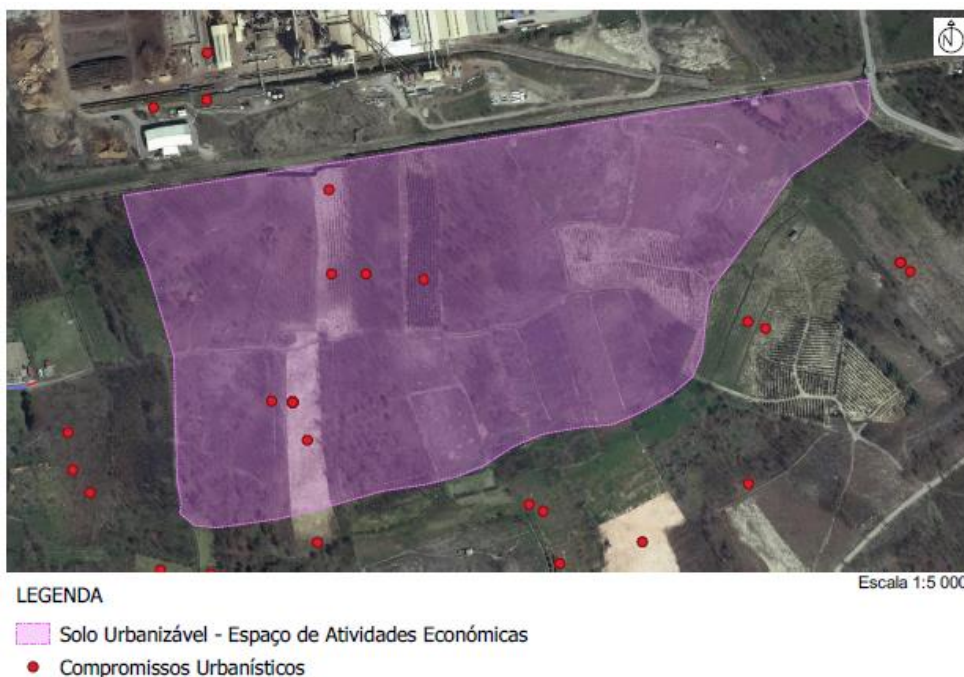 N
Escala 1:5 000
LEGENDA
Solo Urbanizável - Espaço de Atividades Económicas
Compromissos Urbanísticos